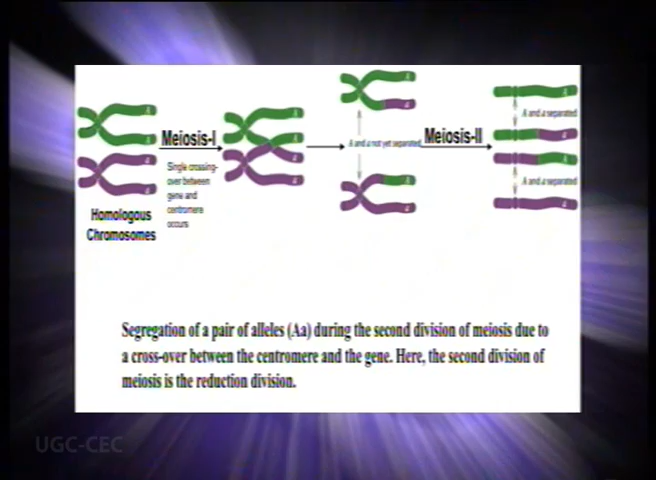 Meiosis-I
Single crossing-
over between
gene and
centromere
occurs
Homologous
Chromosomes
A and a not yet separated
Meiosis-II
A and a separated
A and a separated
Segregation of a pair of alleles (Aa) during the second division of meiosis due to
a cross-over between the centromere and the gene. Here, the second division of
meiosis is the reduction division.
UGC-CEC